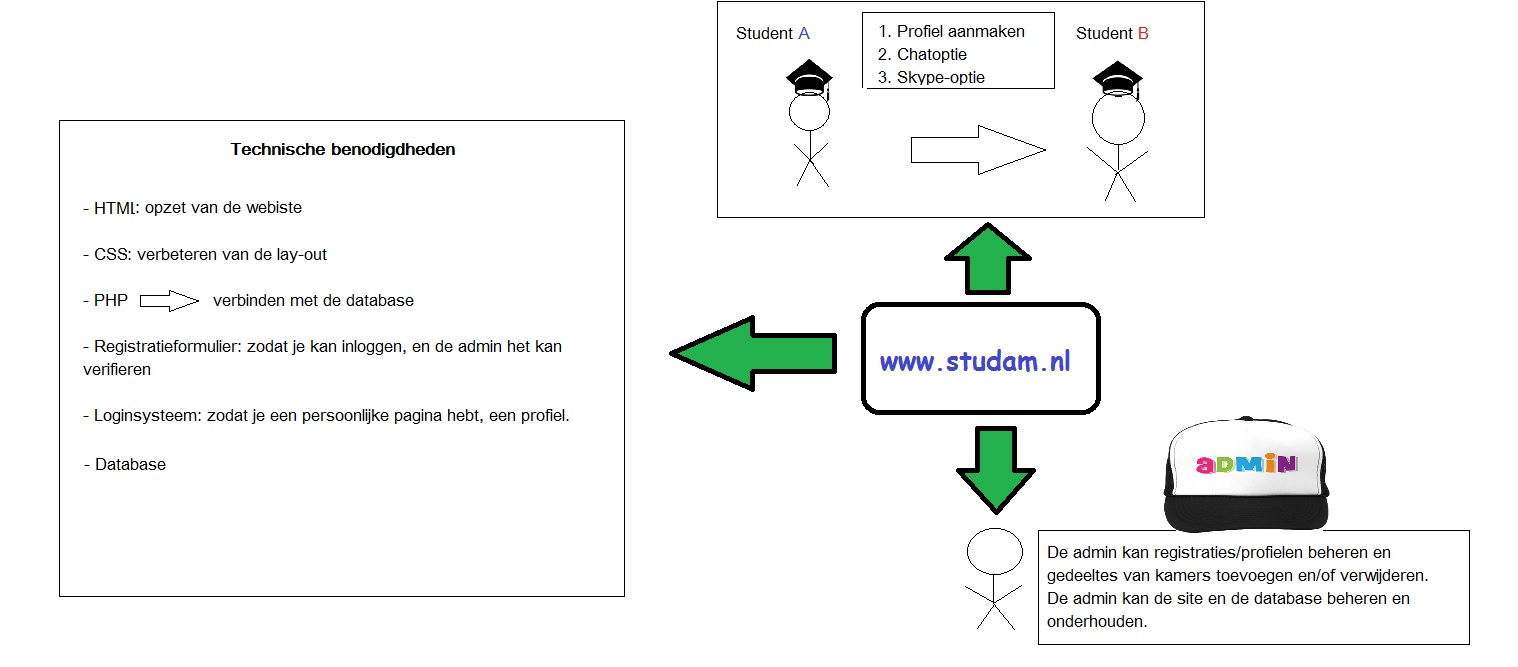 Student A
1. Profiel aanmaken
2. Chatoptie
3. Skype-optie
Student B
Technische benodigdheden
- HTML: opzet van de webiste
- CSS: verbeteren van de lay-out
- PHP verbinden met de database
- Registratieformulier: zodat je kan inloggen, en de admin het kan
verifieren
- Loginsysteem: zodat je een persoonlijke pagina hebt, een profiel.
- Database
www.studam.nl
aDMiN
De admin kan registraties/profielen beheren en
gedeeltes van kamers toevoegen en/of verwijderen.
De admin kan de site en de database beheren en
onderhouden.